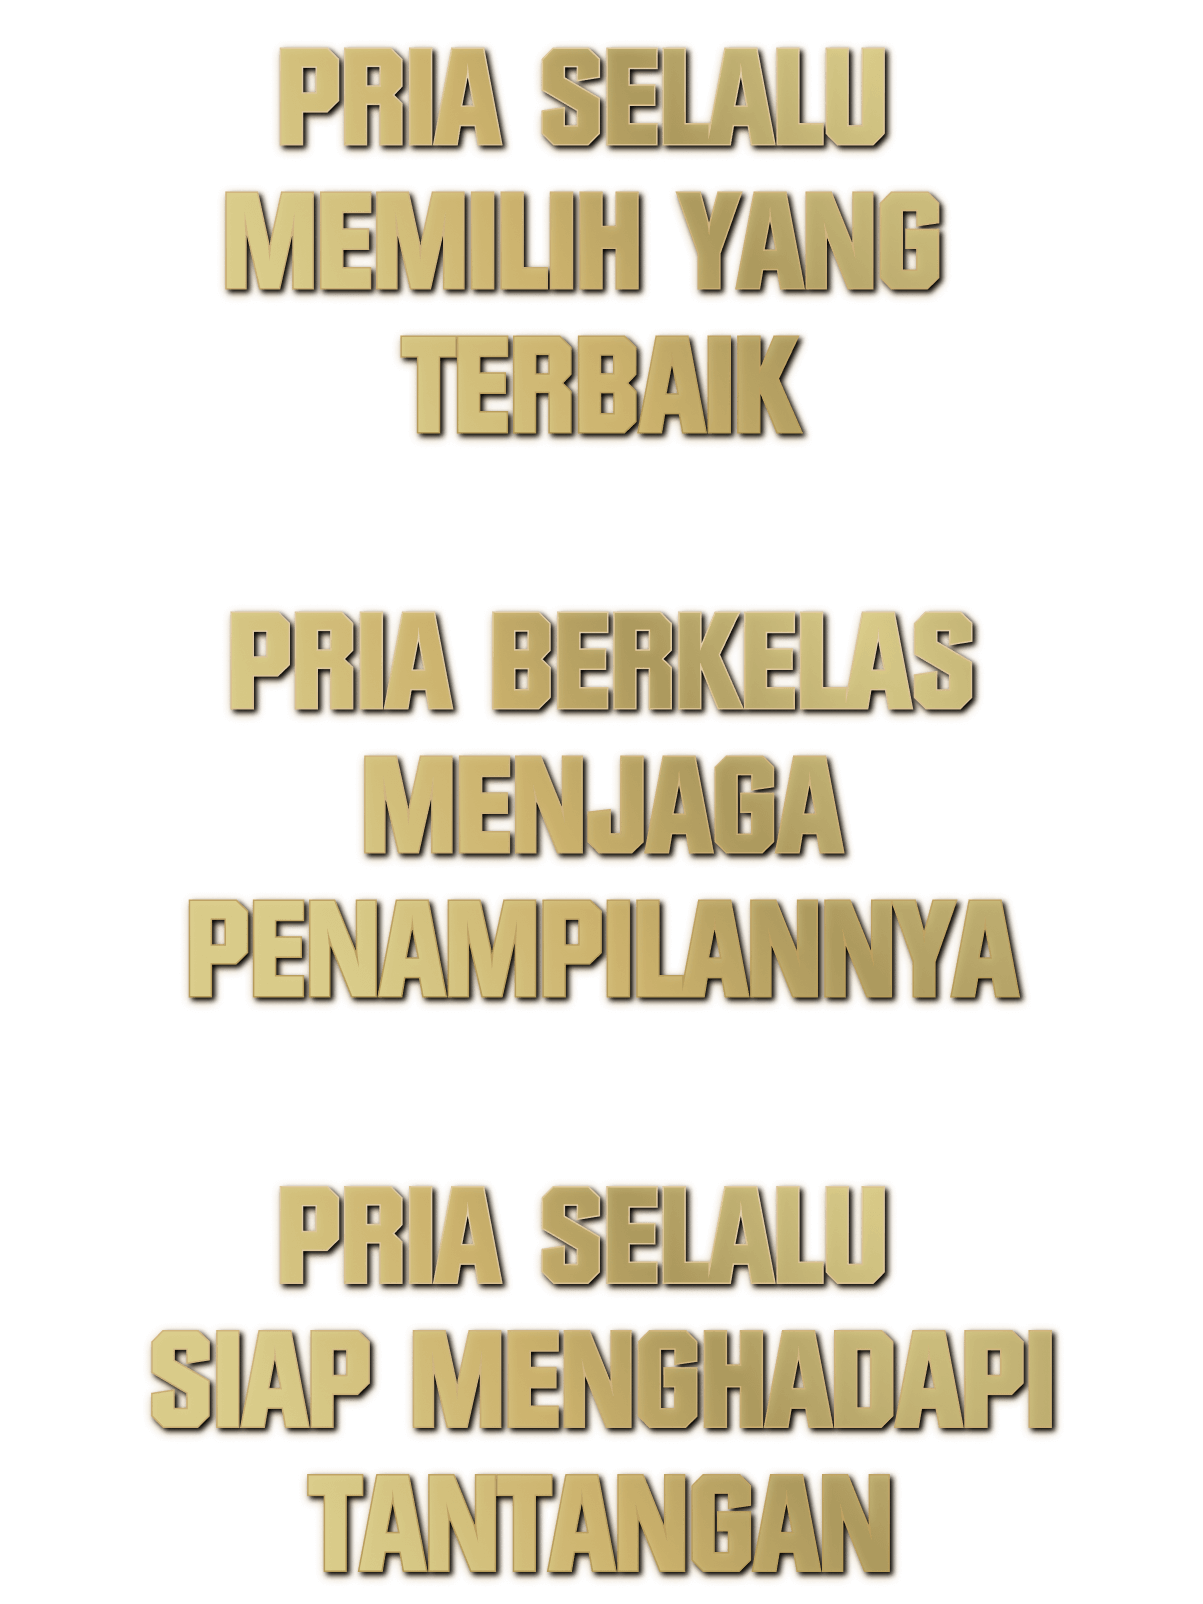 PRIA SELALU
MEMILIH YANG
TERBAIK
PRIA BERKELAS
MENJAGA
PENAMPILANNYA
PRIA SELALU
SIAP MENGHADAPI
TANTANGAN